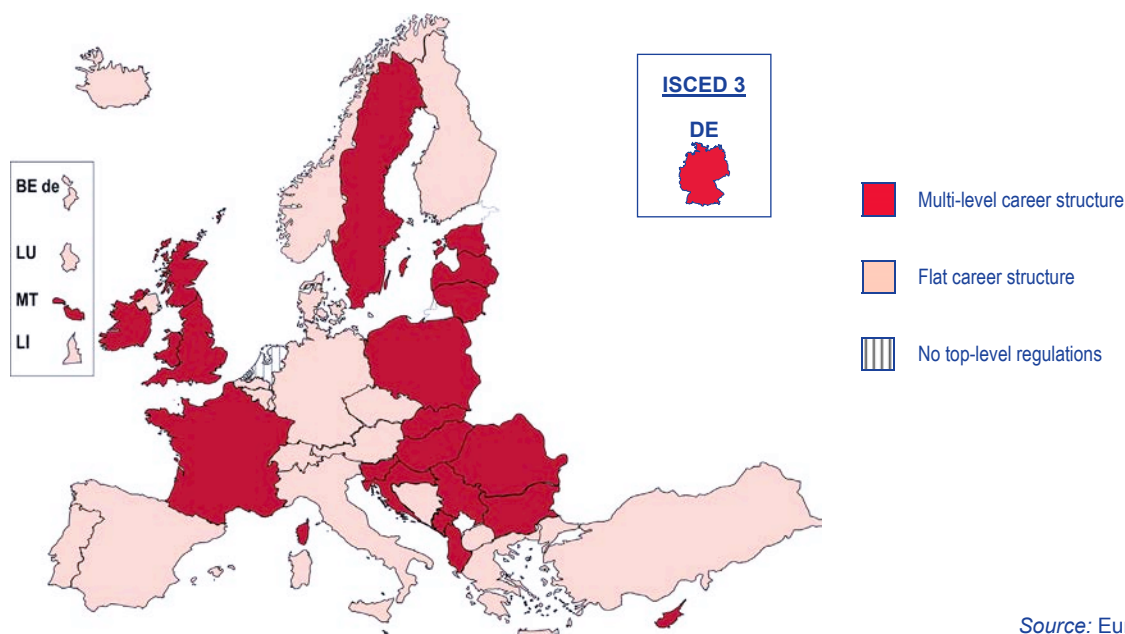 ISCED 3
DE
BE de
LU
MT
LI
Multi-level career structure
Flat career structure
No top-level regulations
Source: Eu